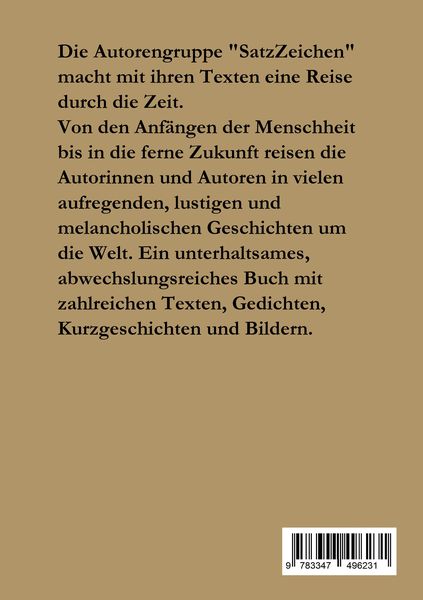 Die Autorengruppe "SatzZeichen"
macht mit ihren Texten eine Reise
durch die Zeit.
Von den Anfängen der Menschheit
bis in die ferne Zukunft reisen die
Autorinnen und Autoren in vielen
aufregenden, lustigen und
melancholischen Geschichten um
die Welt. Ein unterhaltsames,
abwechslungsreiches Buch mit
zahlreichen Texten, Gedichten,
Kurzgeschichten und Bildern.
9 783347 496231